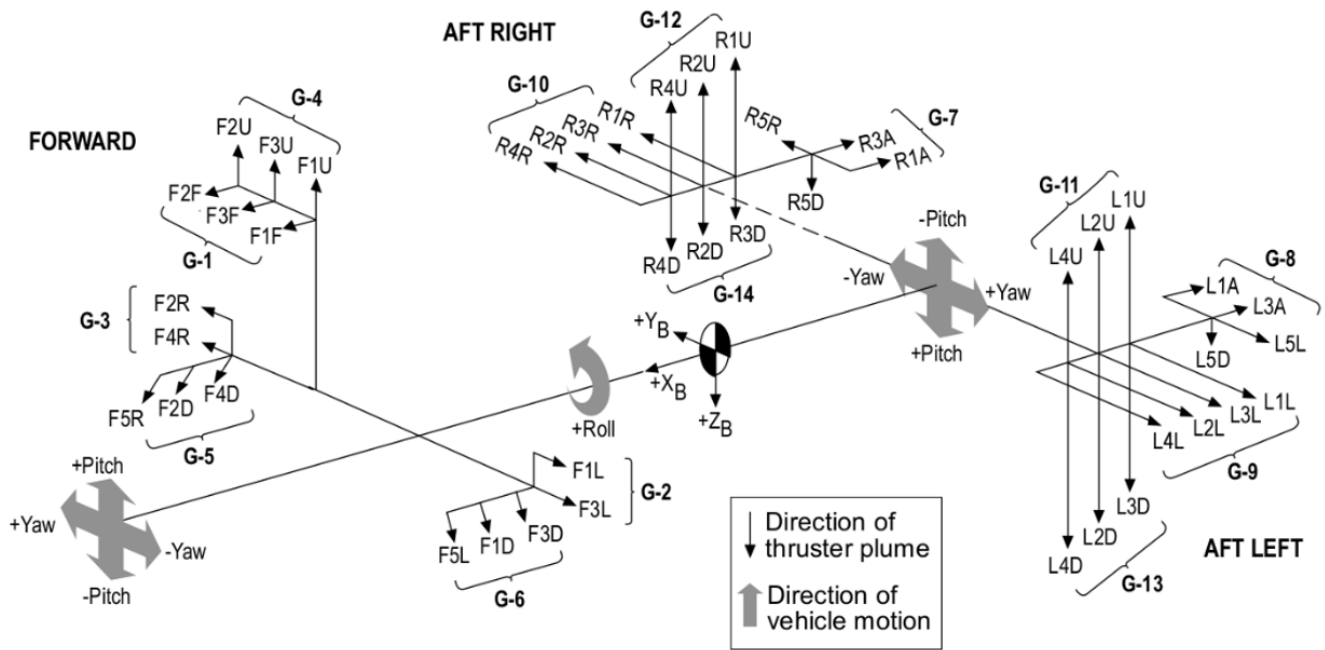 FORWARD
G-4
F2U
F3U
F1U
F2F
F3F
F1F
G-1
G-3
F2R
F4R
F5R
F2D
F4D
G-5
+Pitch
+Yaw
-Yaw
-Pitch
AFT RIGHT
G-12
R1U
R2U
R4U
G-10
R1R
R3R
R2R
R4R
R5R
G-7
R3A
R1A
R5D
R3D
R2D
R4D
G-14
-Pitch
-Yaw
+Yaw
+Pitch
+YB
+XB
+ZB
+Roll
G-2
F1L
F3L
F5L
F1D
F3D
G-6
G-11
L1U
L2U
L4U
G-8
L1A
L3A
L5L
L5D
L1L
L3L
L2L
L4L
G-9
L3D
L2D
L4D
G-13
AFT LEFT
Direction of
thruster plume
Direction of
vehicle motion